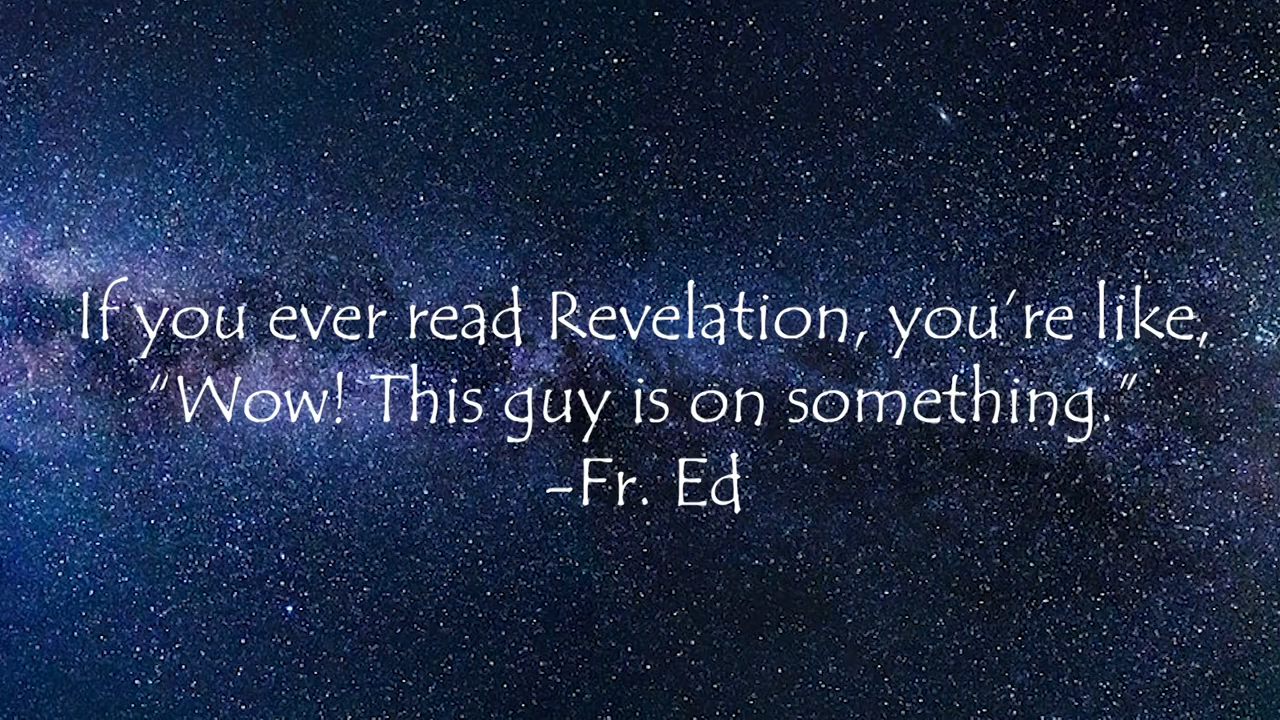 If you ever read Revelation, you're like,
"Wow! This guy is on something."
-Fr. Ed